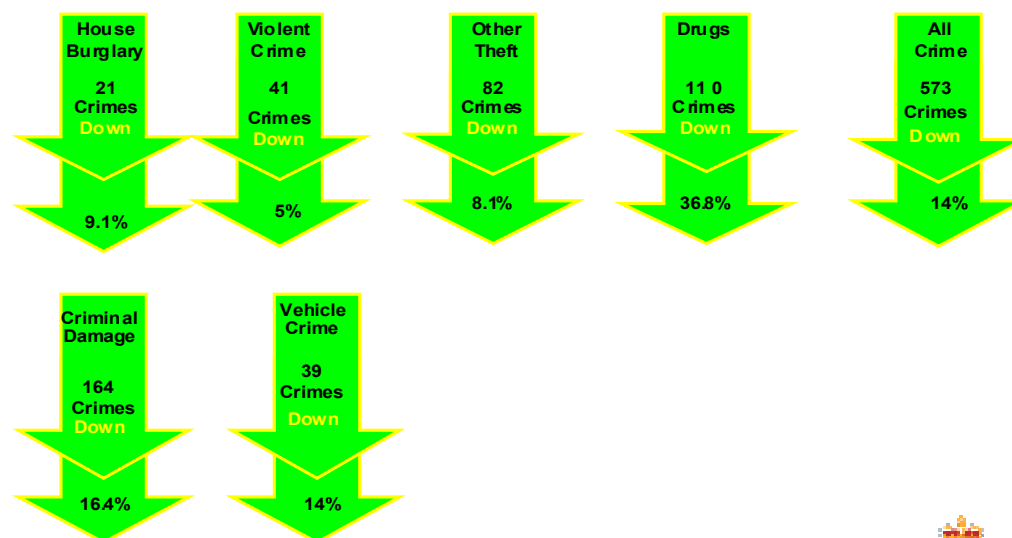 House
Burglary
21
Crimes
Down
9.1%
Violent
Crime
41
Crimes
Down
5%
Other
Theft
82
Crimes
Down
8.1%
Drugs
110
Crimes
Down
36.8%
All
Crime
573
Crimes
Down
14%
Criminal
Damage
164
Crimes
Down
16.4%
Vehicle
Crime
39
Crimes
Down
14%